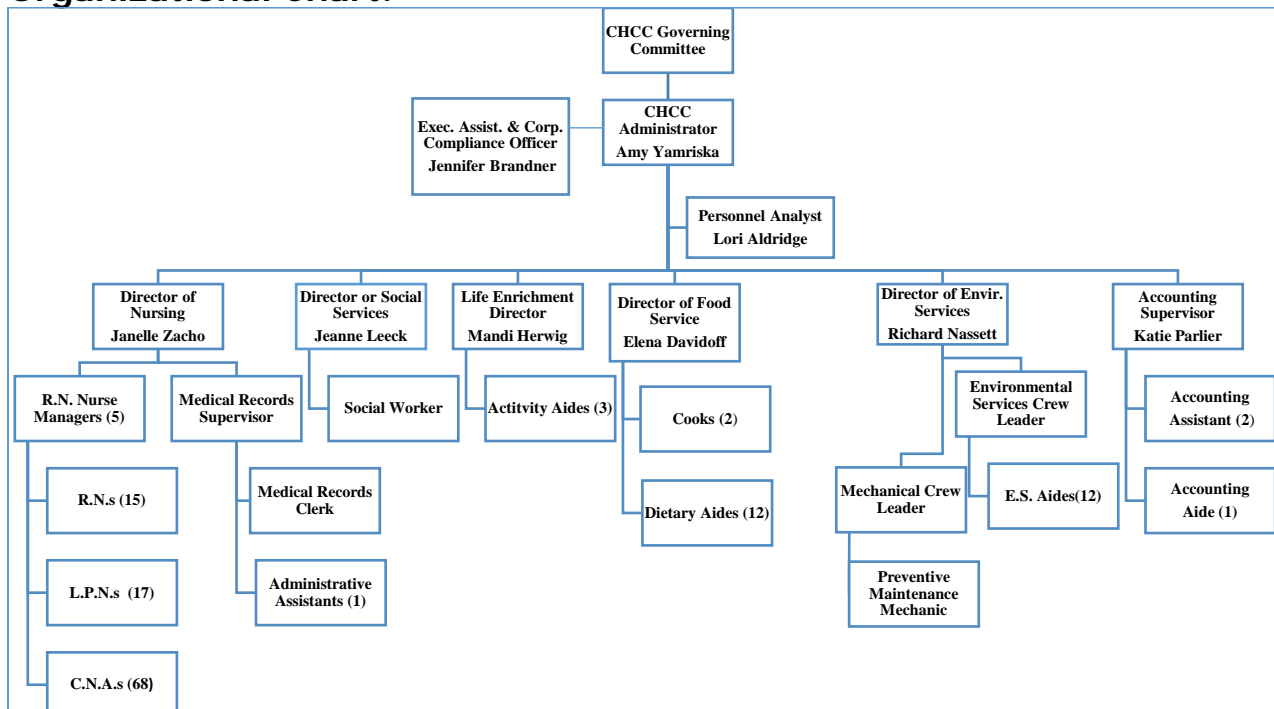 Organizational Chart:
CHCC Governing
Committee
CHCC
Administrator
Amy Yamriska
Exec. Assist. & Corp.
Compliance Officer
Jennifer Brandner
Personnel Analyst
Lori Aldridge
Director of
Nursing
Janelle Zacho
Director or Social
Services
Jeanne Leeck
Life Enrichment
Director
Mandi Herwig
Director of Food
Service
Elena Davidoff
Director of Envir.
Services
Richard Nassett
Accounting
Supervisor
Katie Parlier
R.N. Nurse
Managers (5)
Medical Records
Supervisor
Social Worker
Actitvity Aides (3)
Cooks (2)
Environmental
Services Crew
Leader
Accounting
Assistant (2)
R.N.s (15)
Medical Records
Clerk
Dietary Aides (12)
Mechanical Crew
Leader
E.S. Aides(12)
Accounting
Aide (1)
L.P.N.s (17)
Administrative
Assistants (1)
Preventive
Maintenance
Mechanic
C.N.A.s (68)